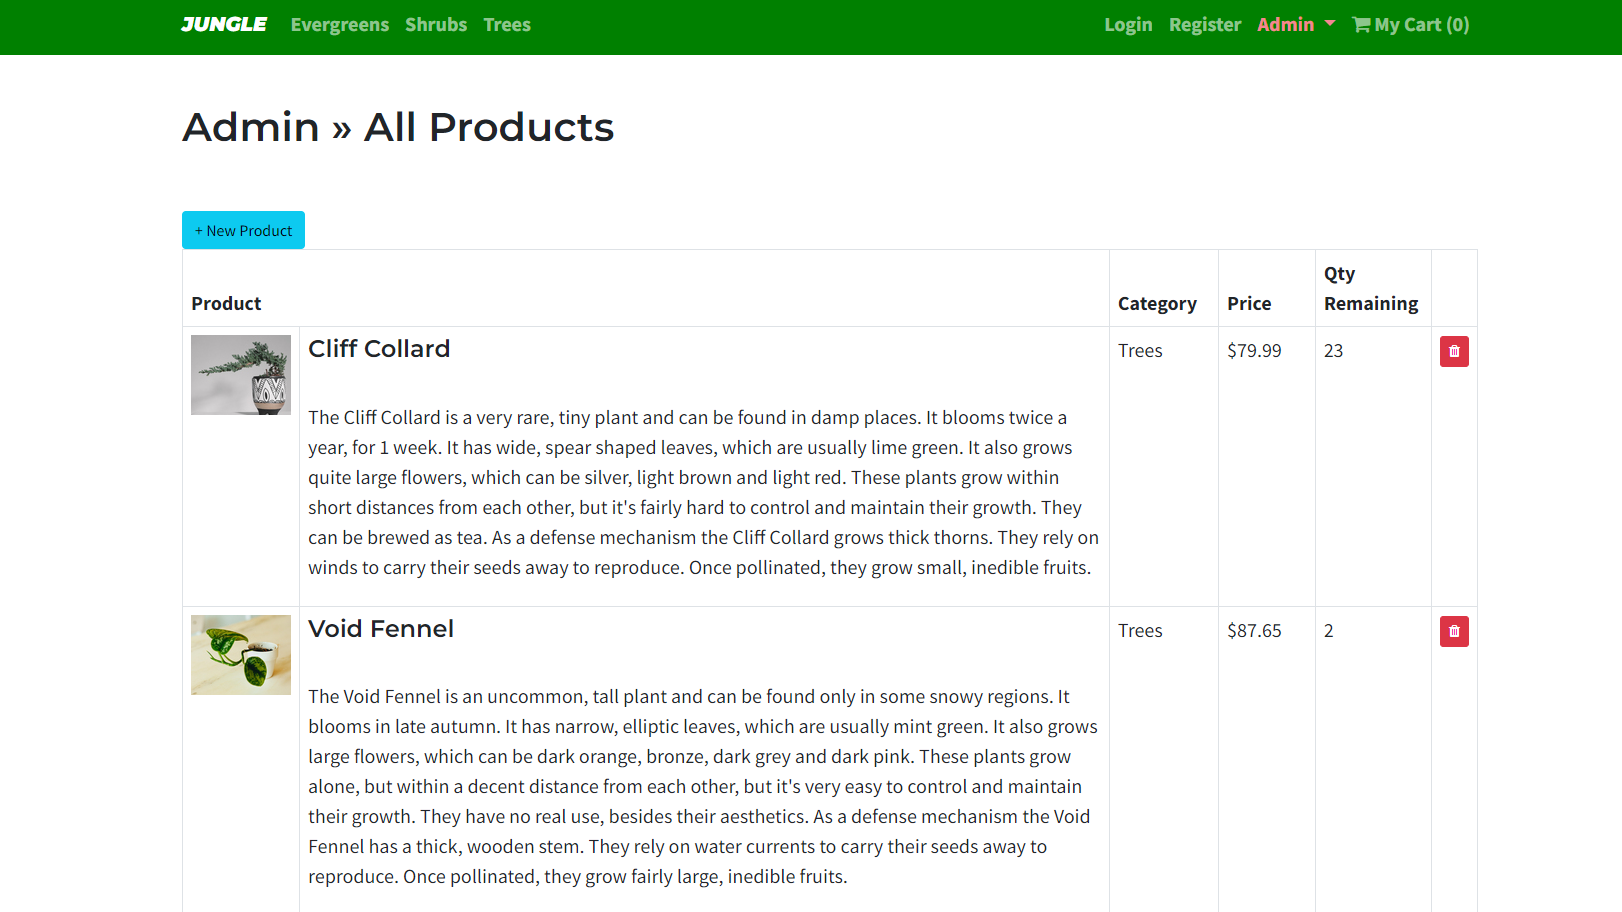 JUNGLE Evergreens Shrubs Trees Login Register Admin My Cart (0)
Admin » All Products
+ New Product
Product Category Price Qty Remaining
Cliff Collard Trees $79.99 23
The Cliff Collard is a very rare, tiny plant and can be found in damp places. It blooms twice a
year, for 1 week. It has wide, spear shaped leaves, which are usually lime green. It also grows
quite large flowers, which can be silver, light brown and light red. These plants grow within
short distances from each other, but it's fairly hard to control and maintain their growth. They
can be brewed as tea. As a defense mechanism the Cliff Collard grows thick thorns. They rely on
winds to carry their seeds away to reproduce. Once pollinated, they grow small, inedible fruits.
Void Fennel Trees $87.65 2
The Void Fennel is an uncommon, tall plant and can be found only in some snowy regions. It
blooms in late autumn. It has narrow, elliptic leaves, which are usually mint green. It also grows
large flowers, which can be dark orange, bronze, dark grey and dark pink. These plants grow
alone, but within a decent distance from each other, but it's very easy to control and maintain
their growth. They have no real use, besides their aesthetics. As a defense mechanism the Void
Fennel has a thick, wooden stem. They rely on water currents to carry their seeds away to
reproduce. Once pollinated, they grow fairly large, inedible fruits.